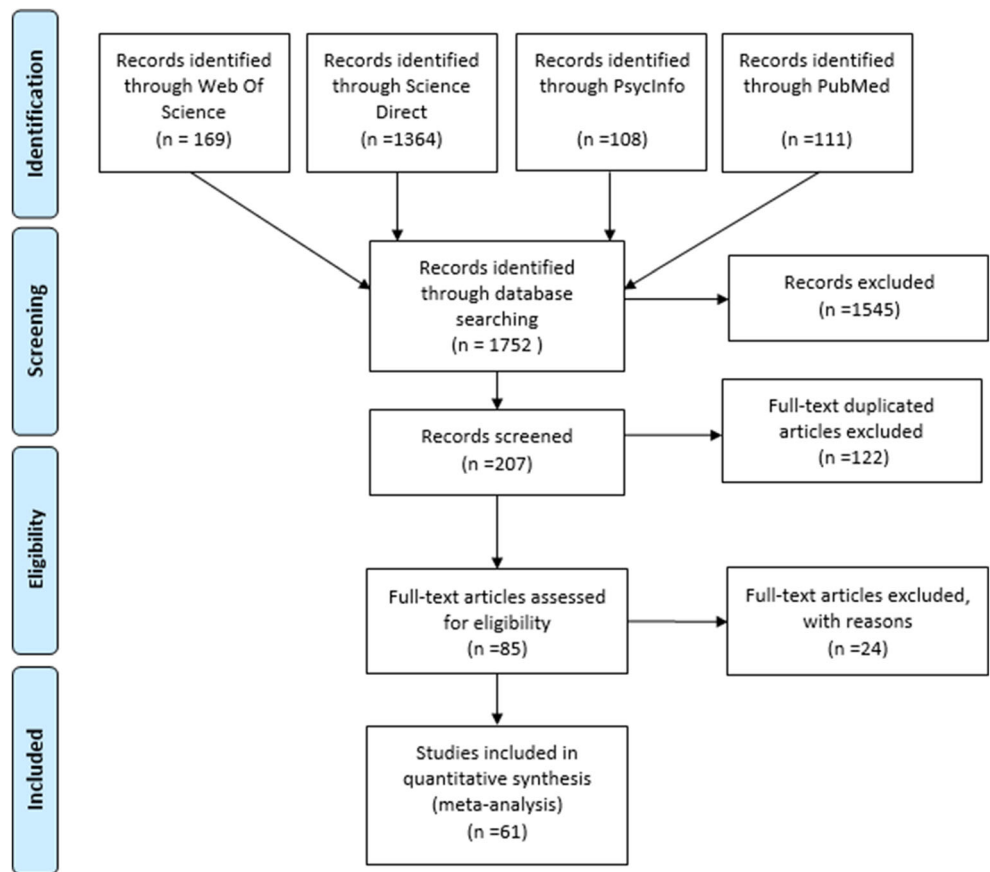 Identification
Records identified
through Web Of
Science
(n = 169)
Records identified
through Science
Direct
(n =1364)
Records identified
through PsycInfo
(n =108)
Records identified
through PubMed
(n =111)
Screening
Records identified
through database
searching
(n = 1752 )
Records excluded
(n =1545)
Records screened
(n =207)
Full-text duplicated
articles excluded
(n =122)
Eligibility
Full-text articles assessed
for eligibility
(n =85)
Full-text articles excluded,
with reasons
(n =24)
Included
Studies included in
quantitative synthesis
(meta-analysis)
(n =61)